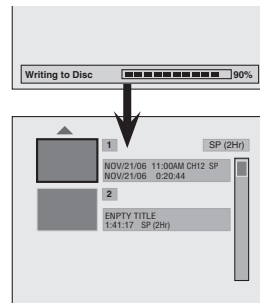 Writing to Disc 90%
1 SP (2Hr)
NOV/21/06 11:00AM CH12 SP
NOV/21/06 0:20:44
2
ENPTY TITLE
1:41:17 SP (2Hr)